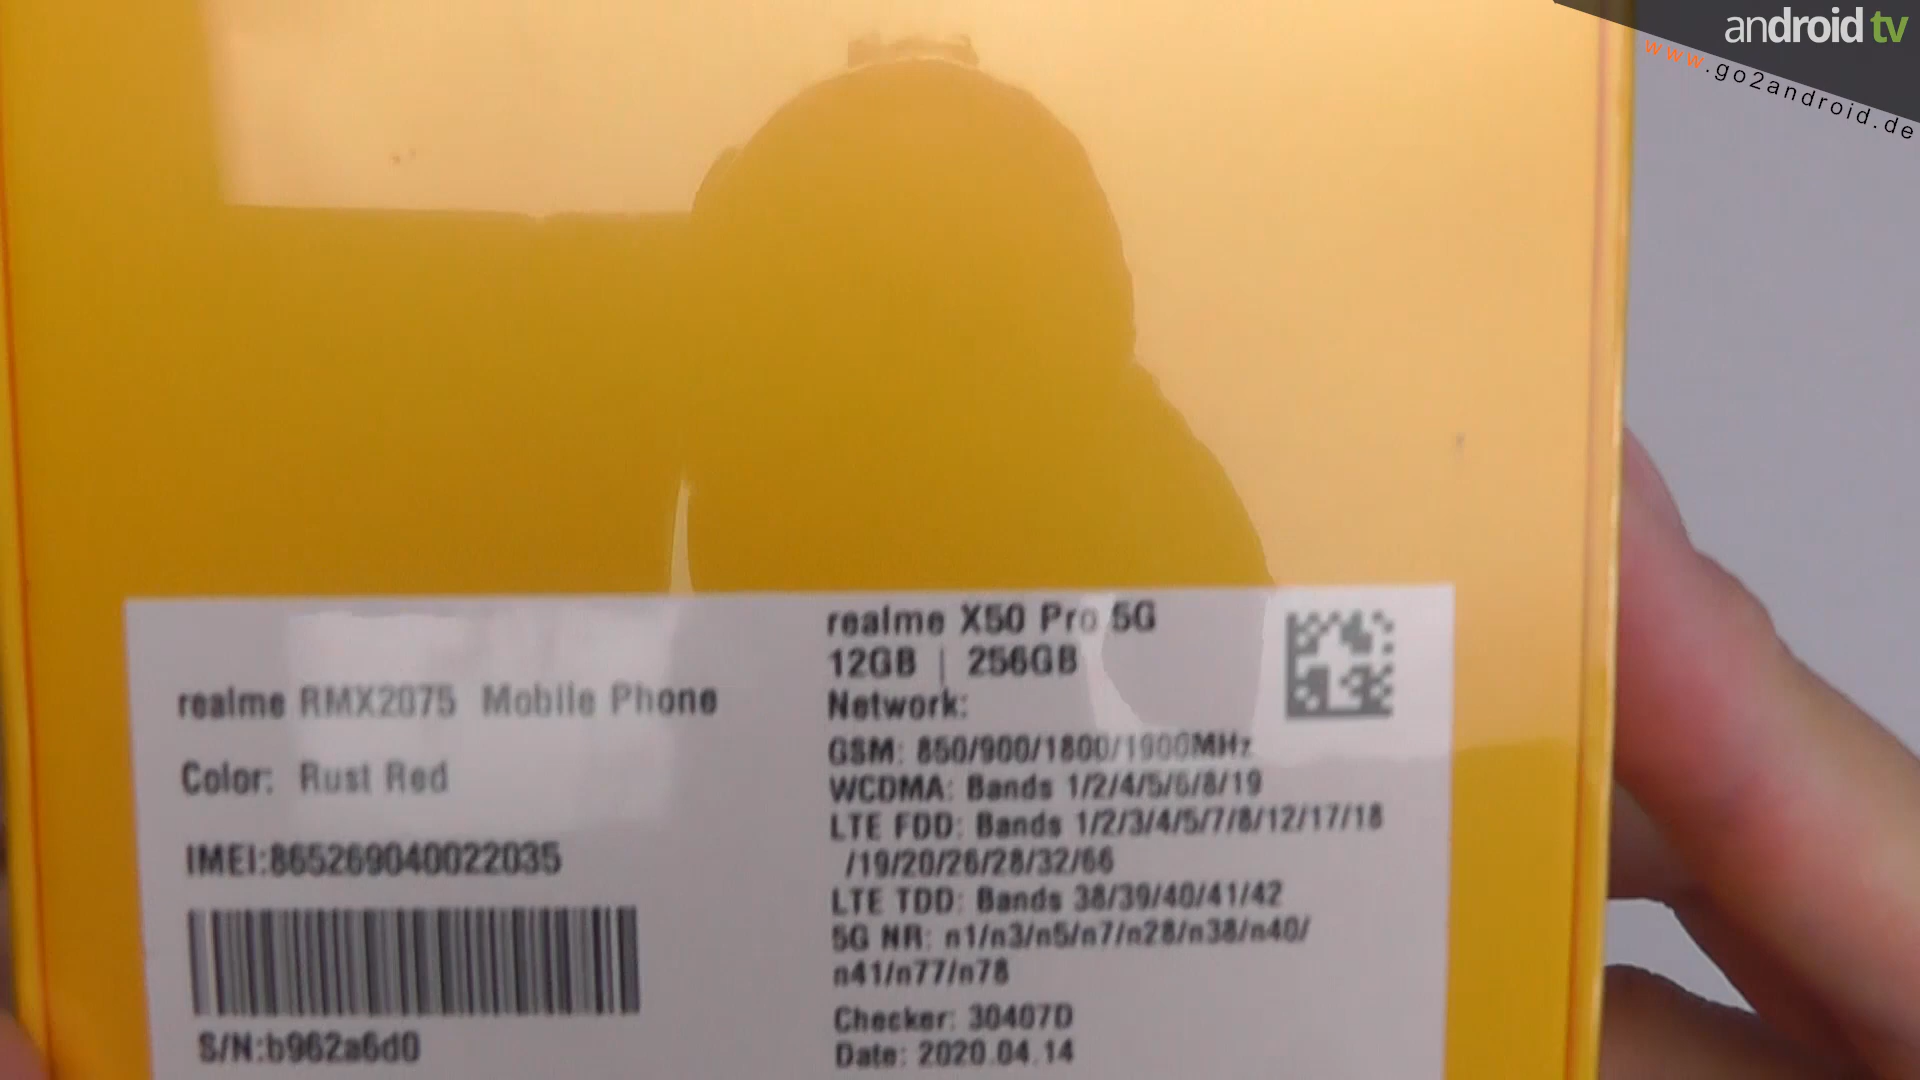 androidtv
www.go2android.de
realme RMX2075 Mobile Phone
Color: Rust Red
IMEI:865269040022035
S/N:b962a6d0
realme X50 Pro 5G
12GB | 256GB
Network:
GSM: 850/900/1800/1900MHz
WCDMA: Bands 1/2/4/5/6/8/19
LTE FDD: Bands 1/2/3/4/5/7/8/12/17/18
/19/20/26/28/32/66
LTE TDD: Bands 38/39/40/41/42
5G NR: n1/n3/n5/n7/n28/n38/n40/
n41/n77/n78
Checker: 30407D
Date: 2020.04.14